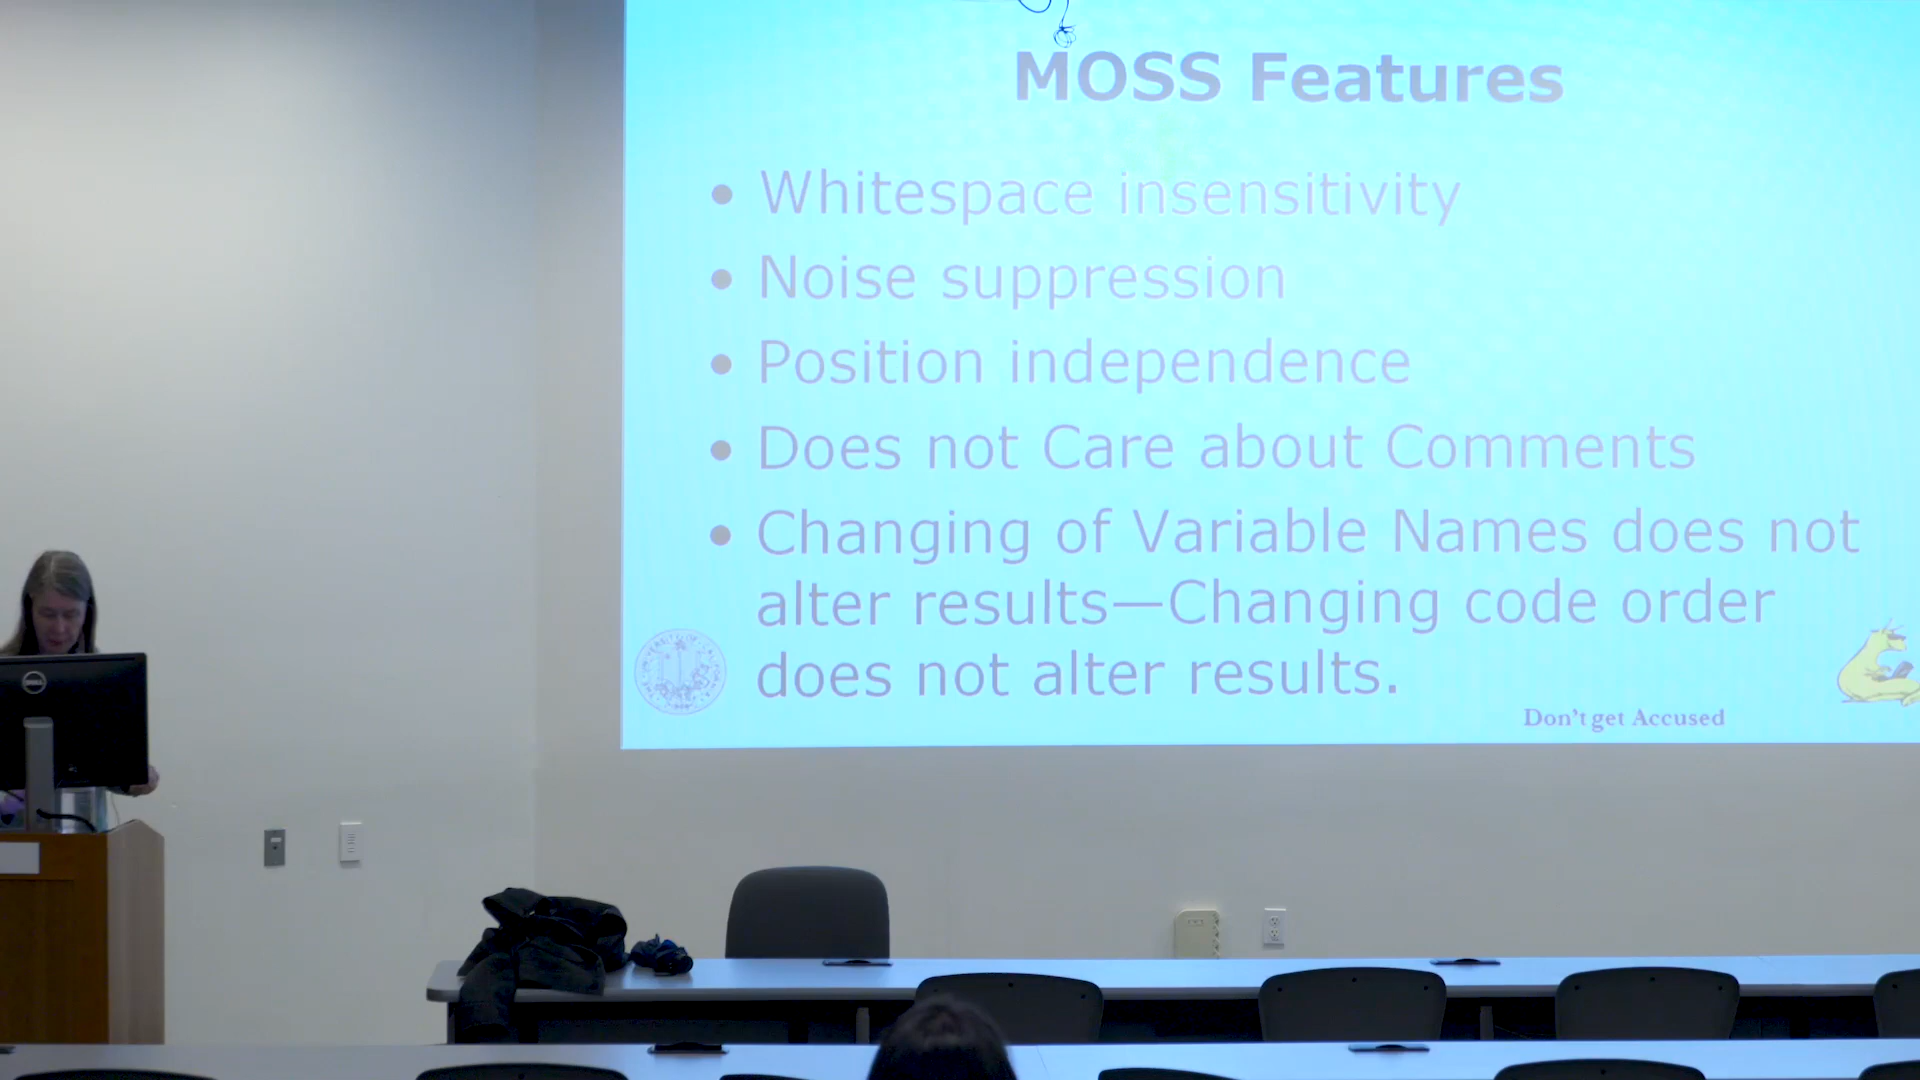 MOSS Features
• Whitespace insensitivity
• Noise suppression
• Position independence
• Does not Care about Comments
• Changing of Variable Names does not
alter results—Changing code order
does not alter results.
Don't get Accused
DELL